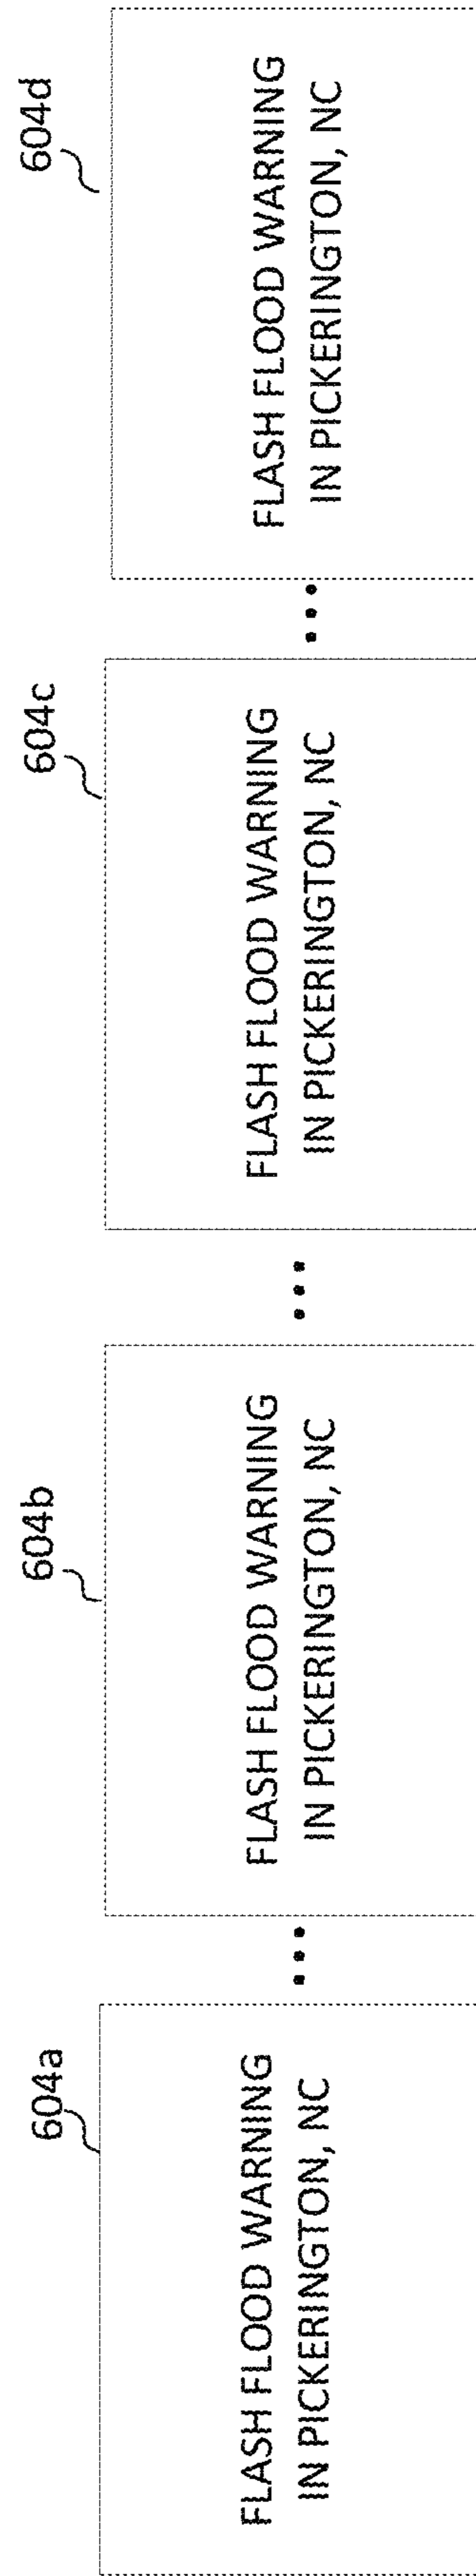 604a
FLASH FLOOD WARNING
IN PICKERINGTON, NC
...
604b
FLASH FLOOD WARNING
IN PICKERINGTON, NC
...
604c
FLASH FLOOD WARNING
IN PICKERINGTON, NC
...
604d
FLASH FLOOD WARNING
IN PICKERINGTON, NC